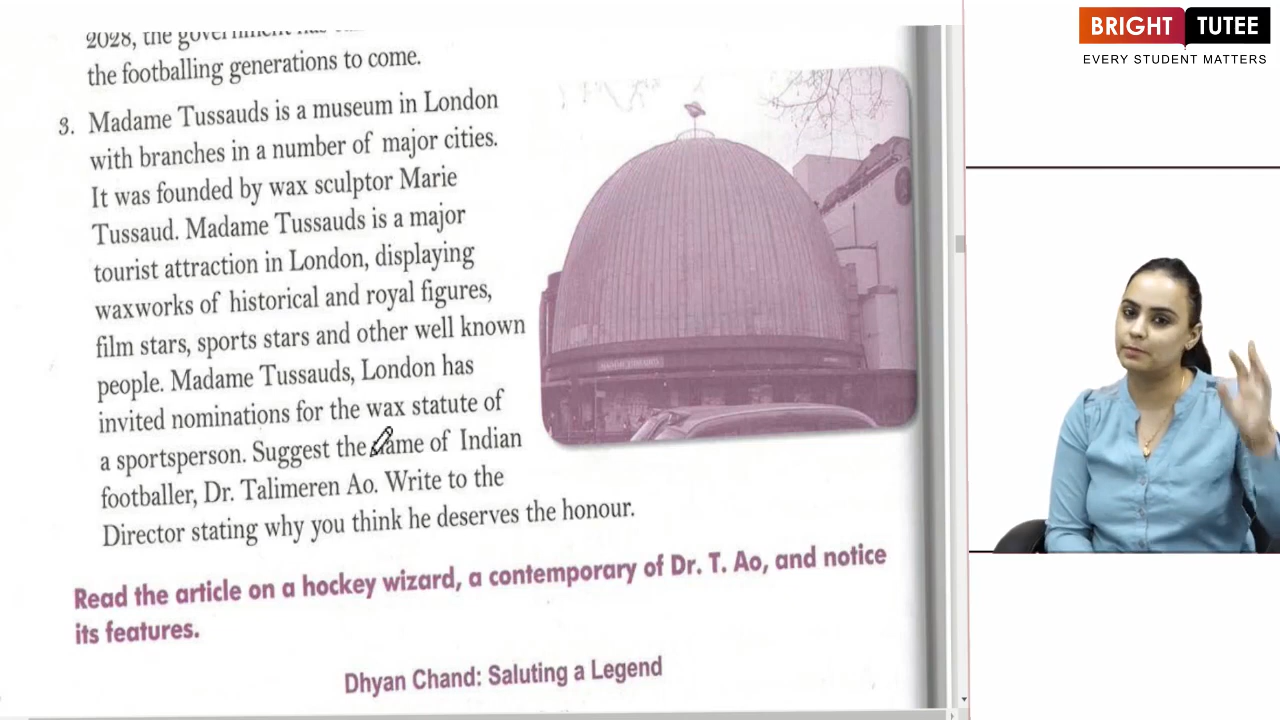 BRIGHT TUTEE
EVERY STUDENT MATTERS
2028, the government has
the footballing generations to come.
3. Madame Tussauds is a museum in London
with branches in a number of major cities.
It was founded by wax sculptor Marie
Tussaud. Madame Tussauds is a major
tourist attraction in London, displaying
waxworks of historical and royal figures,
film stars, sports stars and other well known
people. Madame Tussauds, London has
invited nominations for the wax statute of
a sportsperson. Suggest the name of Indian
footballer, Dr. Talimeren Ao. Write to the
Director stating why you think he deserves the honour.
Read the article on a hockey wizard, a contemporary of Dr. T. Ao, and notice
its features.
Dhyan Chand: Saluting a Legend